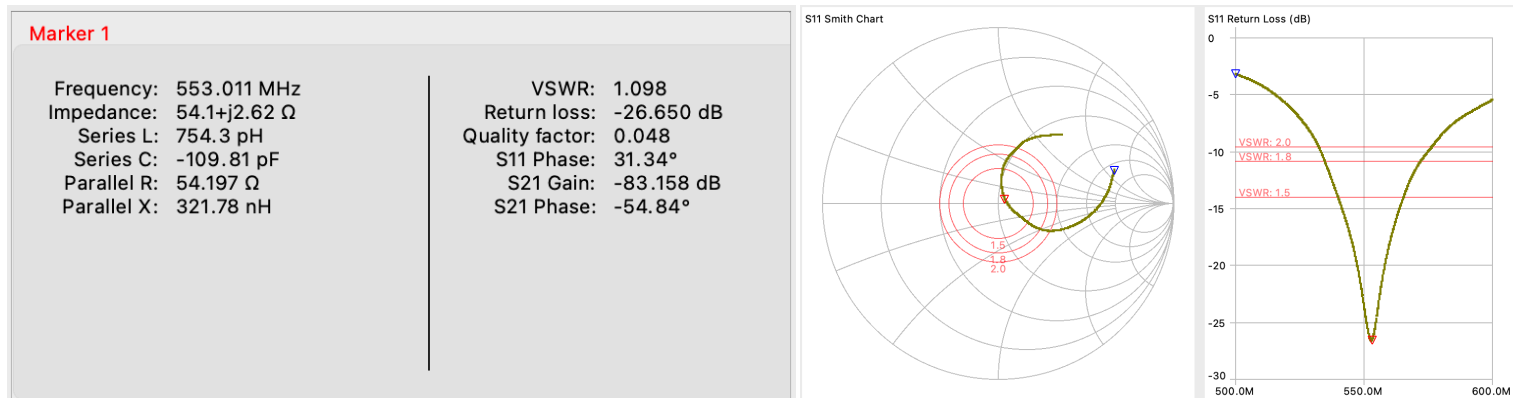 Marker 1
Frequency: 553.011 MHz
Impedance: 54.1+j2.62 Ω
Series L: 754.3 pH
Series C: -109.81 pF
Parallel R: 54.197 Ω
Parallel X: 321.78 nH
VSWR: 1.098
Return loss: -26.650 dB
Quality factor: 0.048
S11 Phase: 31.34°
S21 Gain: -83.158 dB
S21 Phase: -54.84°
S11 Smith Chart
1.5
1.8
2.0
S11 Return Loss (dB)
0
-5
VSWR: 2.0
-10
VSWR: 1.8
VSWR: 1.5
-15
-20
-25
-30
500.0M 550.0M 600.0M